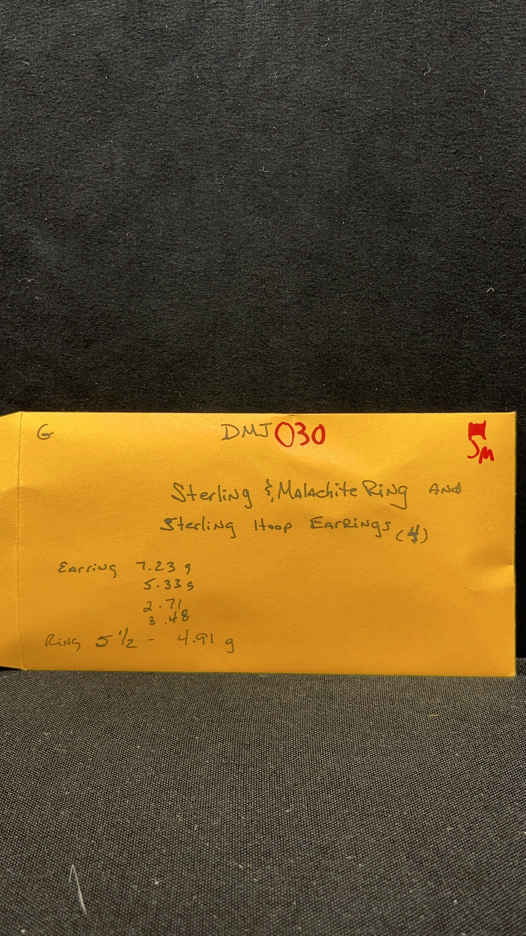 G DMJ 030 5M
Sterling & Malachite Ring AND
Sterling Hoop Earrings (4)
Earring 7.23 g
5.33 g
2.71
3.48
Ring 5 1/2 - 4.91 g